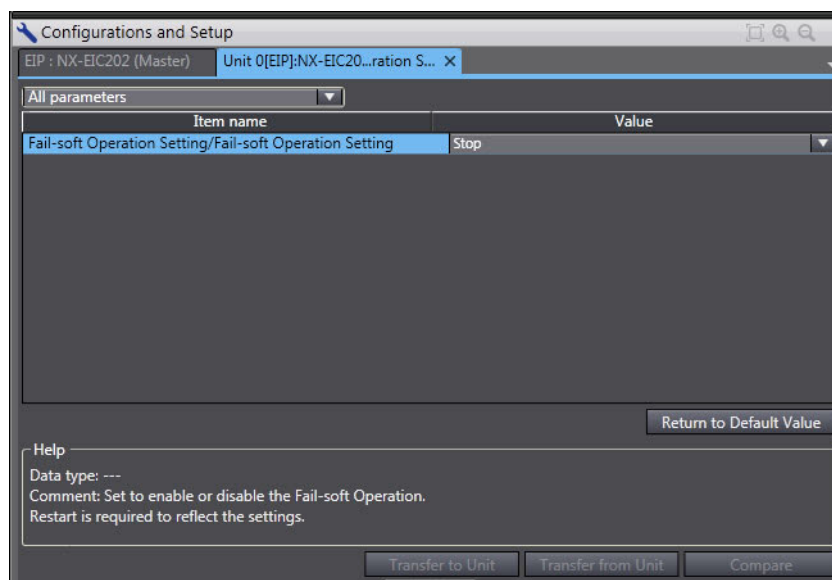 Configurations and Setup
EIP : NX-EIC202 (Master)
Unit 0[EIP]:NX-EIC20...ration S... ×
All parameters
Item name Value
Fail-soft Operation Setting/Fail-soft Operation Setting Stop
Return to Default Value
Help
Data type: ---
Comment: Set to enable or disable the Fail-soft Operation.
Restart is required to reflect the settings.
Transfer to Unit Transfer from Unit Compare